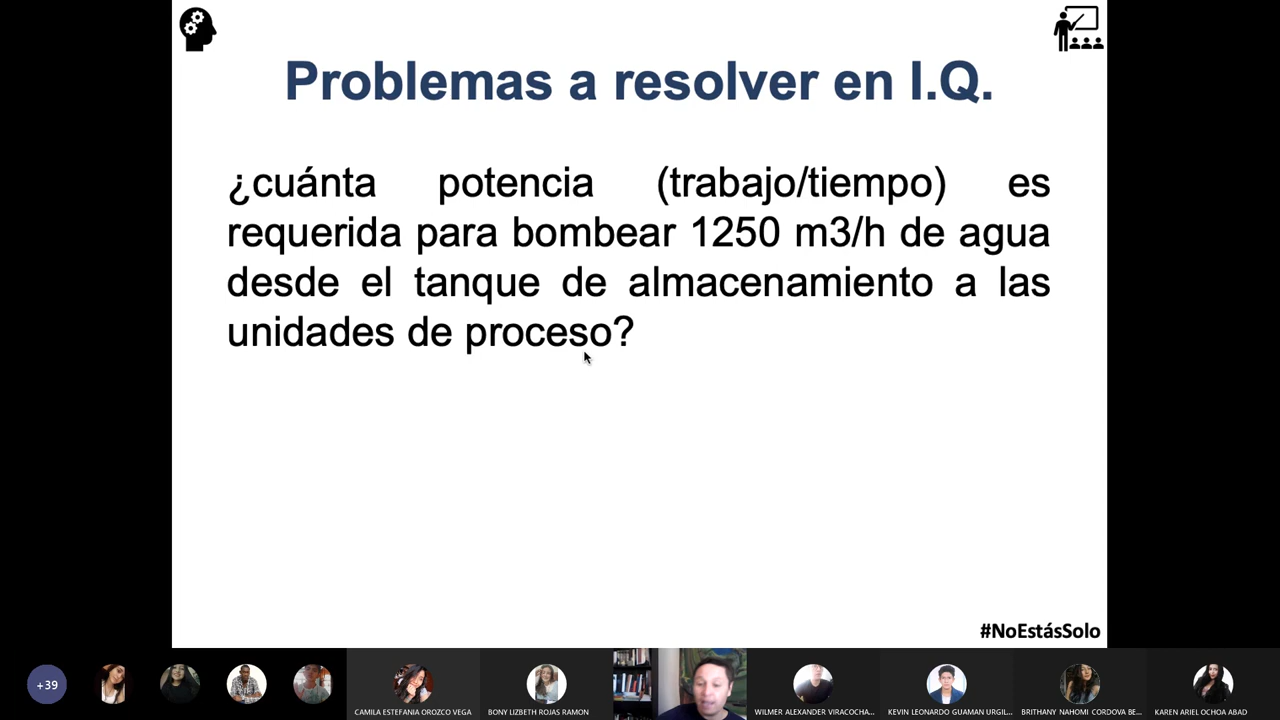 Problemas a resolver en I.Q.
¿cuánta potencia (trabajo/tiempo) es
requerida para bombear 1250 m3/h de agua
desde el tanque de almacenamiento a las
unidades de proceso?
#NoEstásSolo
+39
CAMILA ESTEFANIA OROZCO VEGA
BONY LIZBETH ROJAS RAMON
WILMER ALEXANDER VIRACOCHA...
KEVIN LEONARDO GUAMAN URGIL...
BRITHANY NAHOMI CORDOVA BE...
KAREN ARIEL OCHOA ABAD